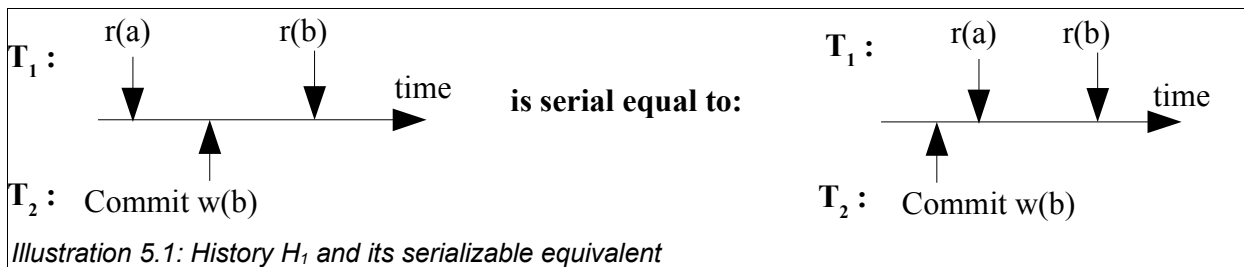 r(a) r(b) r(a) r(b)
T1 : T1 :
time is serial equal to: time
T2 : Commit w(b) T2 : Commit w(b)
Illustration 5.1: History H1 and its serializable equivalent